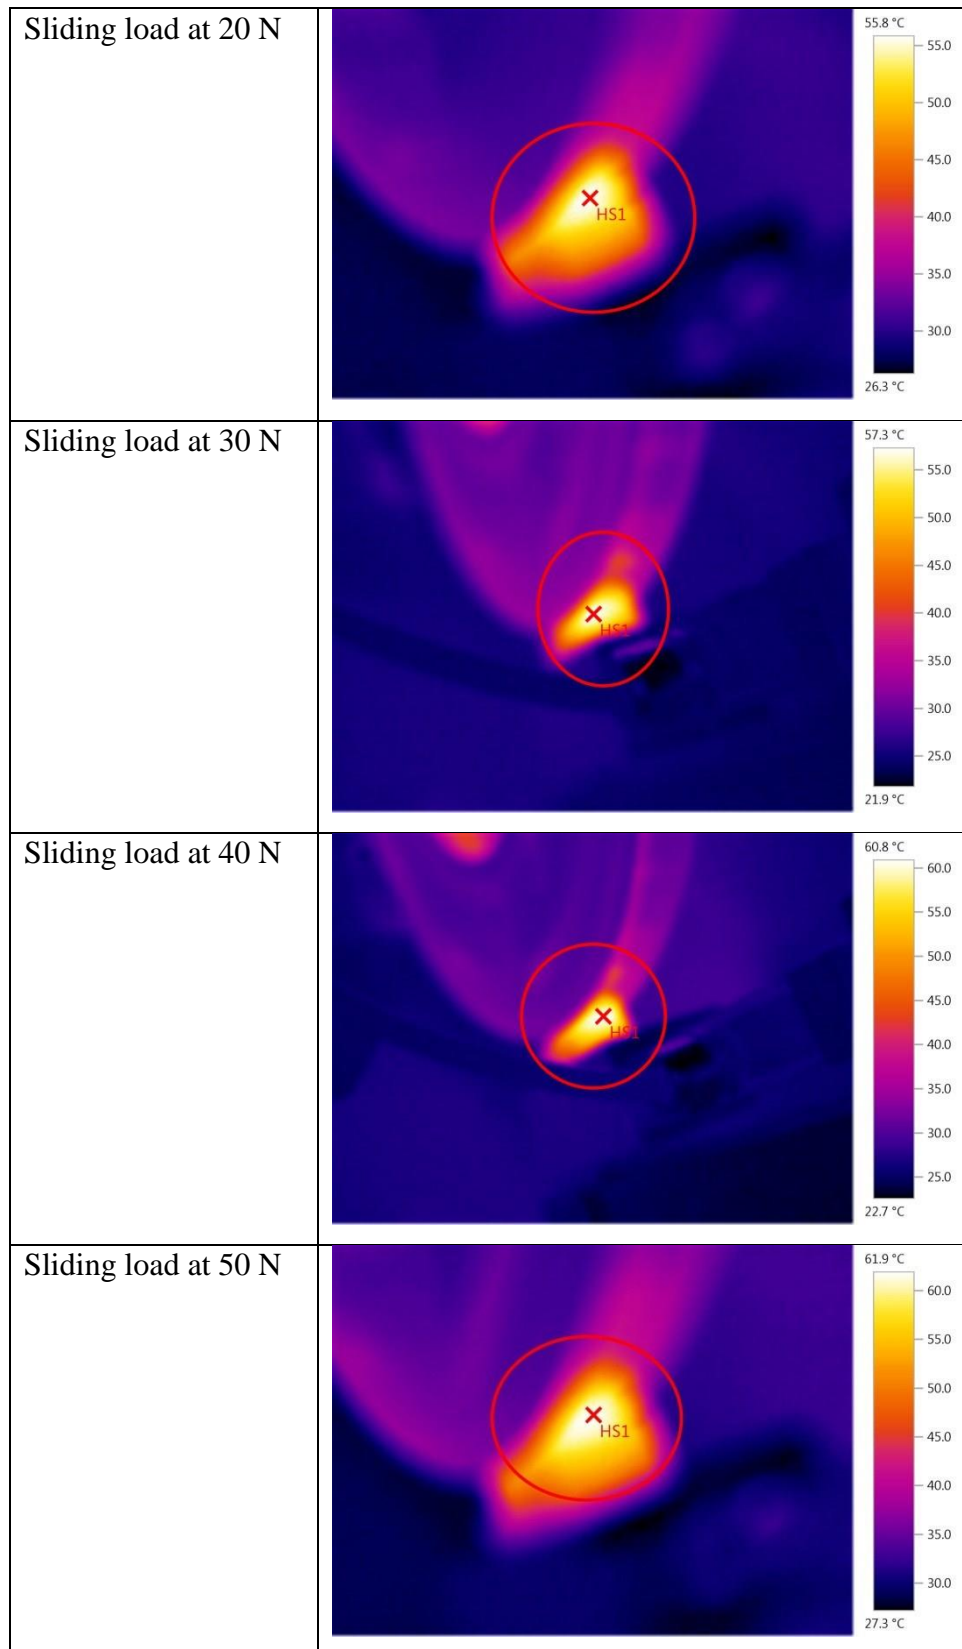 Sliding load at 20 N
55.8 °C
55.0
50.0
45.0
40.0
35.0
30.0
26.3 °C
HS1
Sliding load at 30 N
57.3 °C
55.0
50.0
45.0
40.0
35.0
30.0
25.0
21.9 °C
HS1
Sliding load at 40 N
60.8 °C
60.0
55.0
50.0
45.0
40.0
35.0
30.0
25.0
22.7 °C
HS1
Sliding load at 50 N
61.9 °C
60.0
55.0
50.0
45.0
40.0
35.0
30.0
27.3 °C
HS1